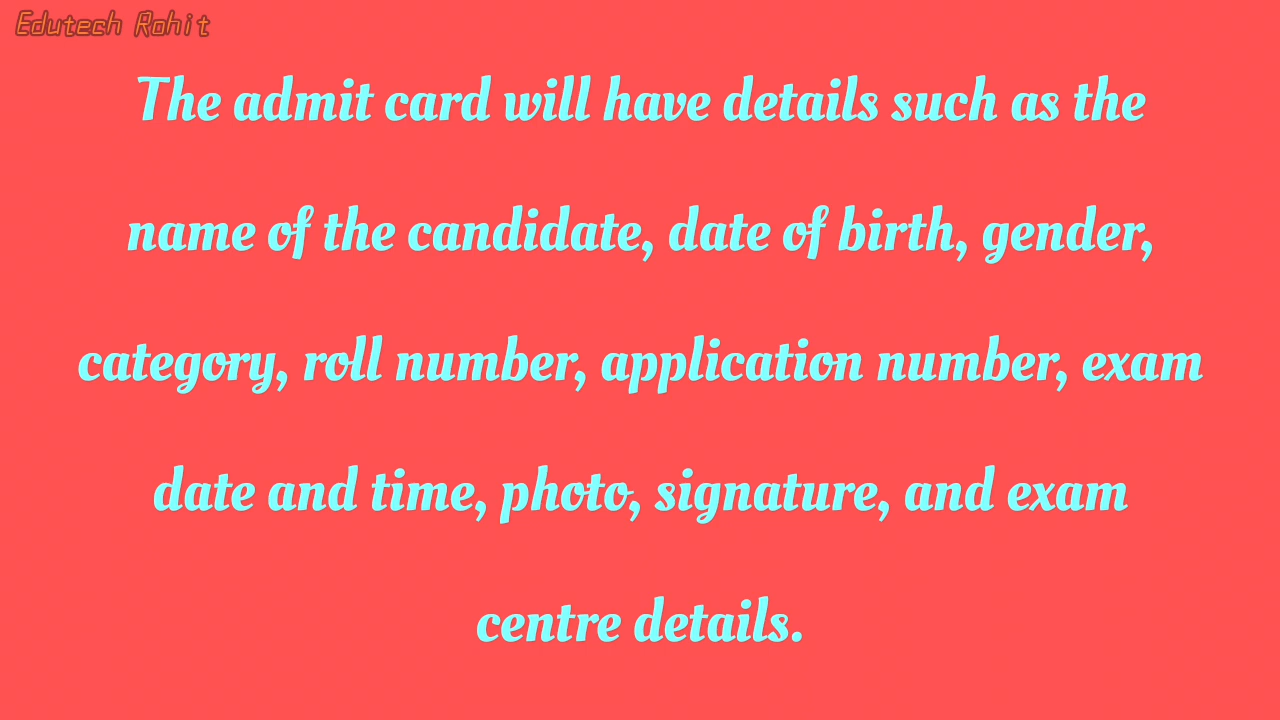 Edutech Rohit
The admit card will have details such as the
name of the candidate, date of birth, gender,
category, roll number, application number, exam
date and time, photo, signature, and exam
centre details.